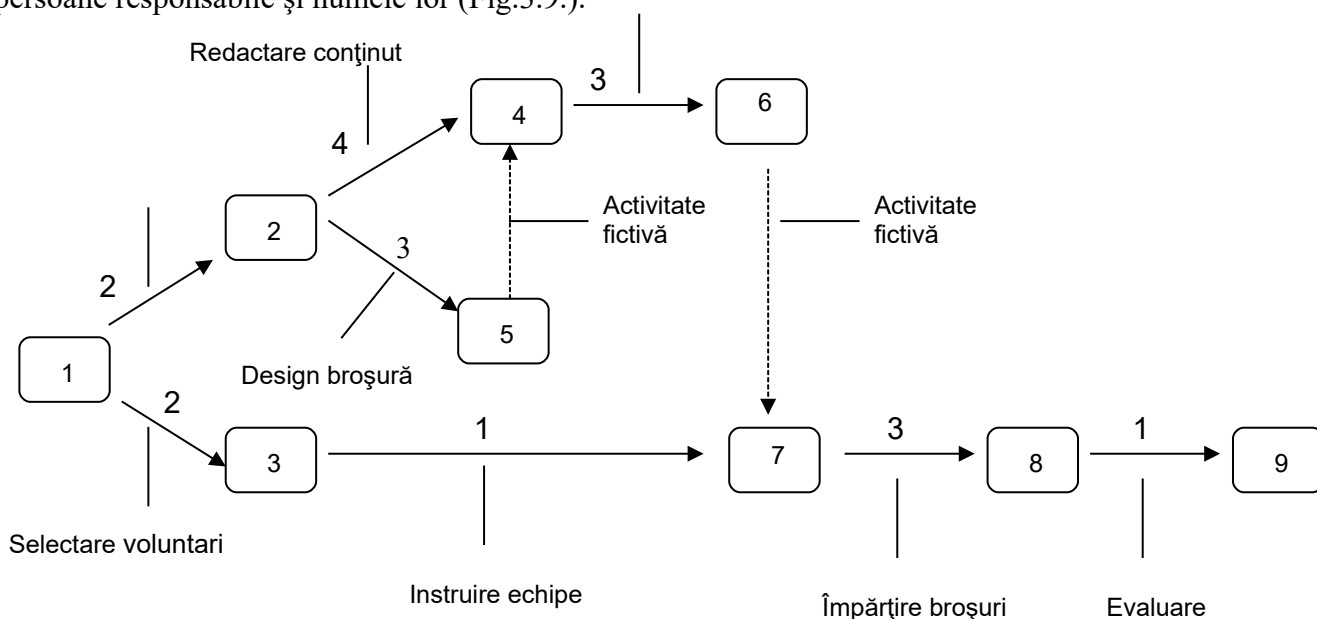 persoane responsabile şi numele lor (Fig.3.9.).
Redactare conţinut
3
4
6
4
Activitate
fictivă
Activitate
fictivă
2
3
2
5
1
Design broşură
2
1
3
1
3
7
8
9
Selectare voluntari
Instruire echipe
Împărţire broşuri
Evaluare